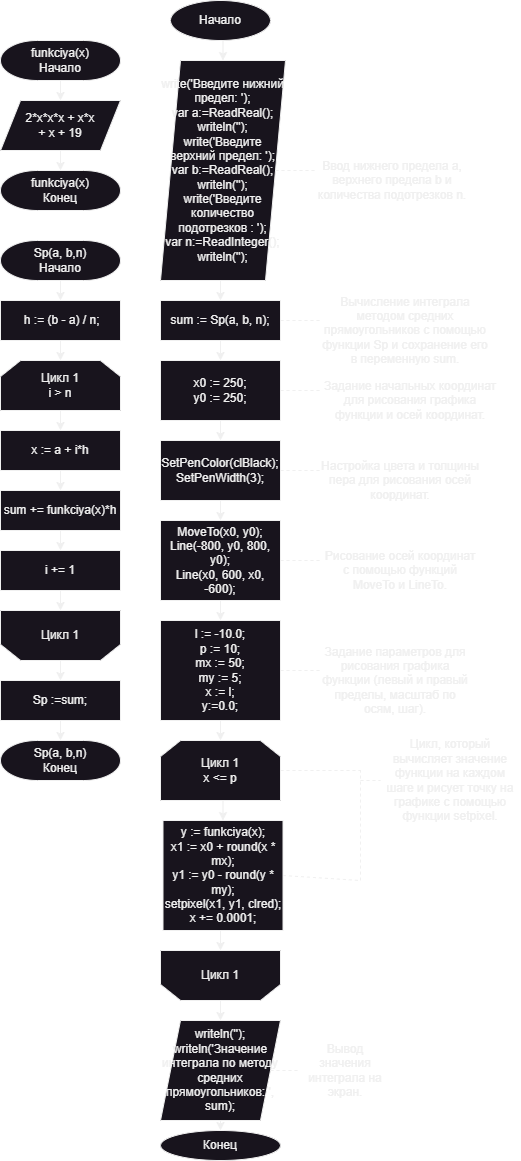 funkciya(x)
Начало
2*x*x*x + x*x
+ x + 19
funkciya(x)
Конец
Sp(a, b,n)
Начало
h := (b - a) / n;
Цикл 1
i > n
x := a + i*h
sum += funkciya(x)*h
i += 1
Цикл 1
Sp :=sum;
Sp(a, b,n)
Конец
Начало
write('Введите нижний
предел: ');
var a:=ReadReal();
writeln('');
write('Введите
верхний предел: ');
var b:=ReadReal();
writeln('');
write('Введите
количество
подотрезков : ');
var n:=ReadInteger();
writeln('');
Ввод нижнего предела a,
верхнего предела b и
количества подотрезков n.
sum := Sp(a, b, n);
Вычисление интеграла
методом средних
прямоугольников с помощью
функции Sp и сохранение его
в переменную sum.
x0 := 250;
y0 := 250;
Задание начальных координат
для рисования графика
функции и осей координат.
SetPenColor(clBlack);
SetPenWidth(3);
Настройка цвета и толщины
пера для рисования осей
координат.
MoveTo(x0, y0);
Line(-800, y0, 800,
y0);
Line(x0, 600, x0,
-600);
Рисование осей координат
с помощью функций
MoveTo и LineTo.
l := -10.0;
p := 10;
mx := 50;
my := 5;
x := l;
y:=0.0;
Задание параметров для
рисования графика
функции (левый и правый
пределы, масштаб по
осям, шаг).
Цикл 1
x <= p
Цикл, который
вычисляет значение
функции на каждом
шаге и рисует точку на
графике с помощью
функции setpixel
y := funkciya(x);
x1 := x0 + round(x *
mx);
y1 := y0 - round(y *
my);
setpixel(x1, y1, clred);
x += 0.0001;
Цикл 1
writeln('');
writeln('Значение
интеграла по методу
средних
прямоугольников:
sum);
Вывод
значения
интеграла на
экран.
Конец